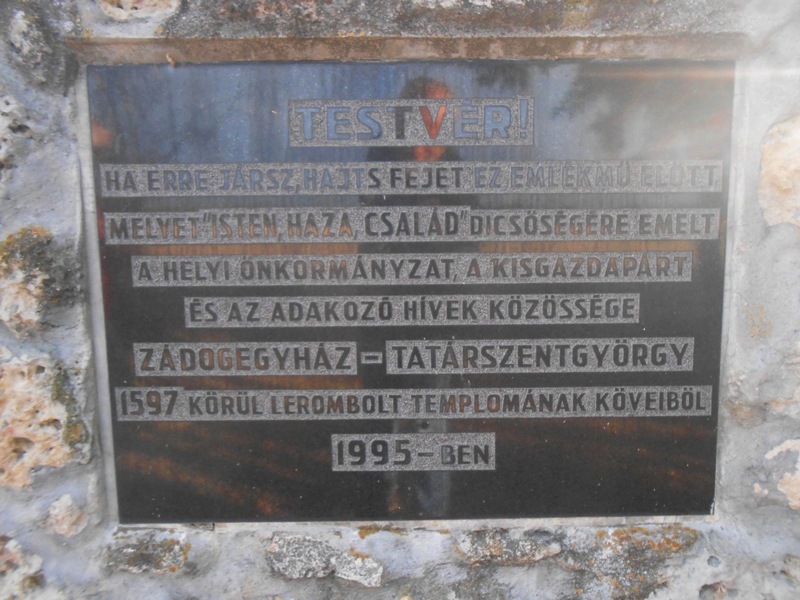 TESTVÉR!
HA ERRE JÁRSZ, HAJTS FEJET EZ EMLÉKMŰ ELŐTT
MELYET "ISTEN, HAZA, CSALÁD" DICSŐSÉGÉRE EMELT
A HELYI ÖNKORMÁNYZAT, A KISGAZDAPÁRT
ÉS AZ ADAKOZÓ HÍVEK KÖZÖSSÉGE
ZÁDOGEGYHÁZ – TATÁRSZENTGYÖRGY
1597 KÖRÜL LEROMBOLT TEMPLOMÁNAK KÖVEIBÖL
1995 – BEN